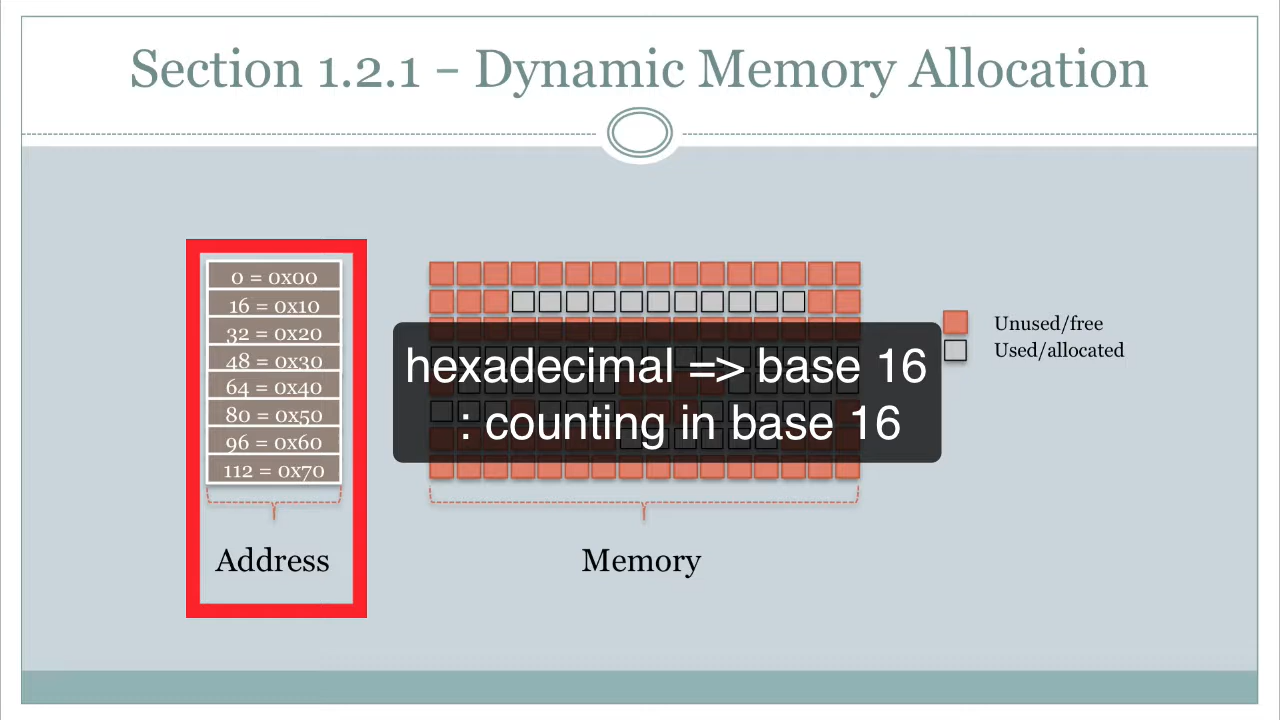 Section 1.2.1 – Dynamic Memory Allocation
0 = 0x00
16 = 0x10
32 = 0x20
48 = 0x30
64 = 0x40
80 = 0x50
96 = 0x60
112 = 0x70
Address
hexadecimal => base 16
: counting in base 16
Memory
Unused/free
Used/allocated